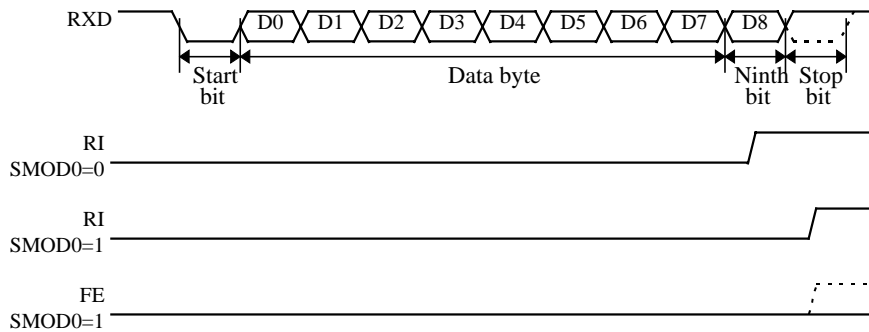 RXD D0 D1 D2 D3 D4 D5 D6 D7 D8
Start Data byte Ninth Stop
bit bit bit
RI
SMOD0=0
RI
SMOD0=1
FE
SMOD0=1